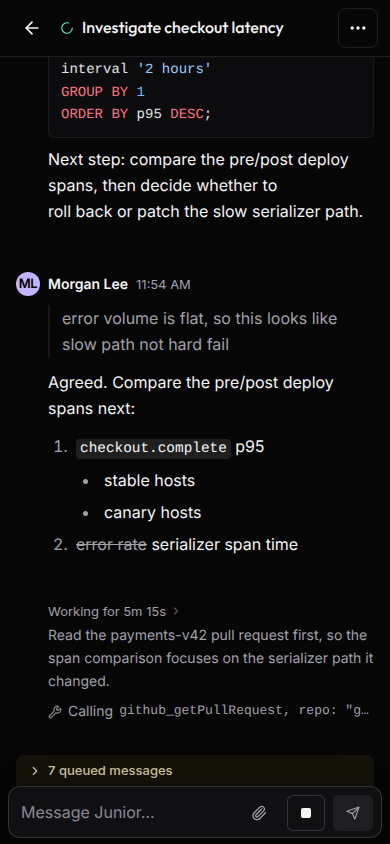 Investigate checkout latency
interval '2 hours'
GROUP BY 1
ORDER BY p95 DESC;
Next step: compare the pre/post deploy
spans, then decide whether to
roll back or patch the slow serializer path.
ML Morgan Lee 11:54 AM
error volume is flat, so this looks like
slow path not hard fail
Agreed. Compare the pre/post deploy
spans next:
1. checkout.complete p95
• stable hosts
• canary hosts
2. error rate serializer span time
Working for 5m 15s >
Read the payments-v42 pull request first, so the
span comparison focuses on the serializer path it
changed.
Calling github_getPullRequest, repo: "g…
> 7 queued messages
Message Junior...